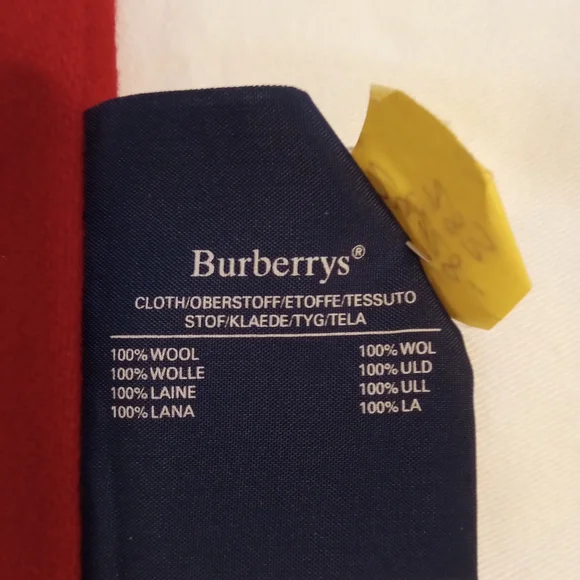 Burberrys®
CLOTH/OBERSTOFF/ETOFFE/TESSUTO
STOF/KLAEDE/TYG/TELA
100% WOOL 100% WOL
100% WOLLE 100% ULD
100% LAINE 100% ULL
100% LANA 100% LA